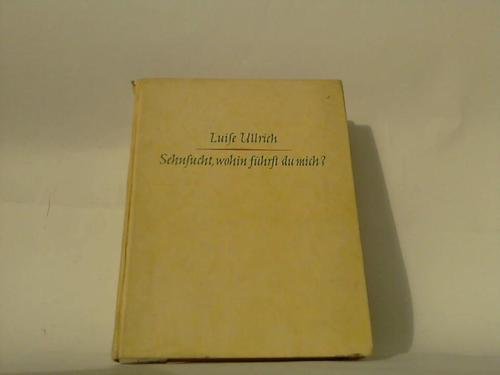 Luiſe Ullrich
Sehnſucht, wohin führſt du mich?